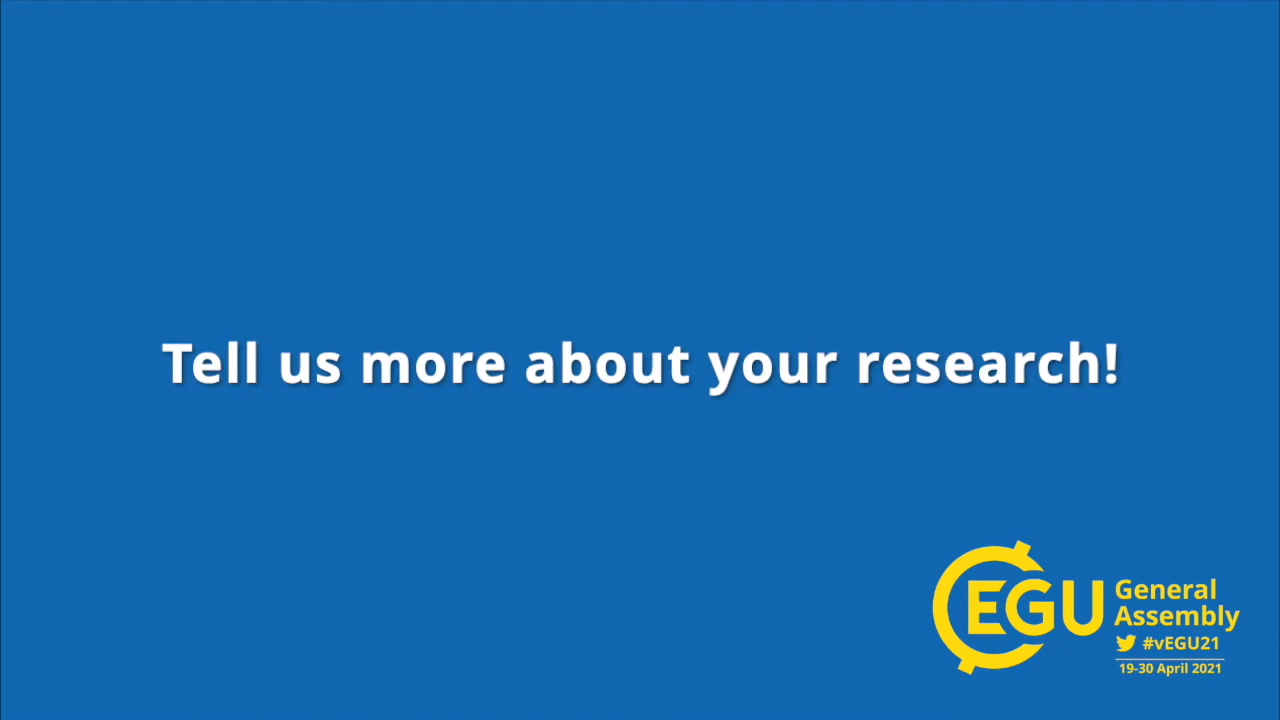 Tell us more about your research!
EGU
General
Assembly
#vEGU21
19-30 April 2021